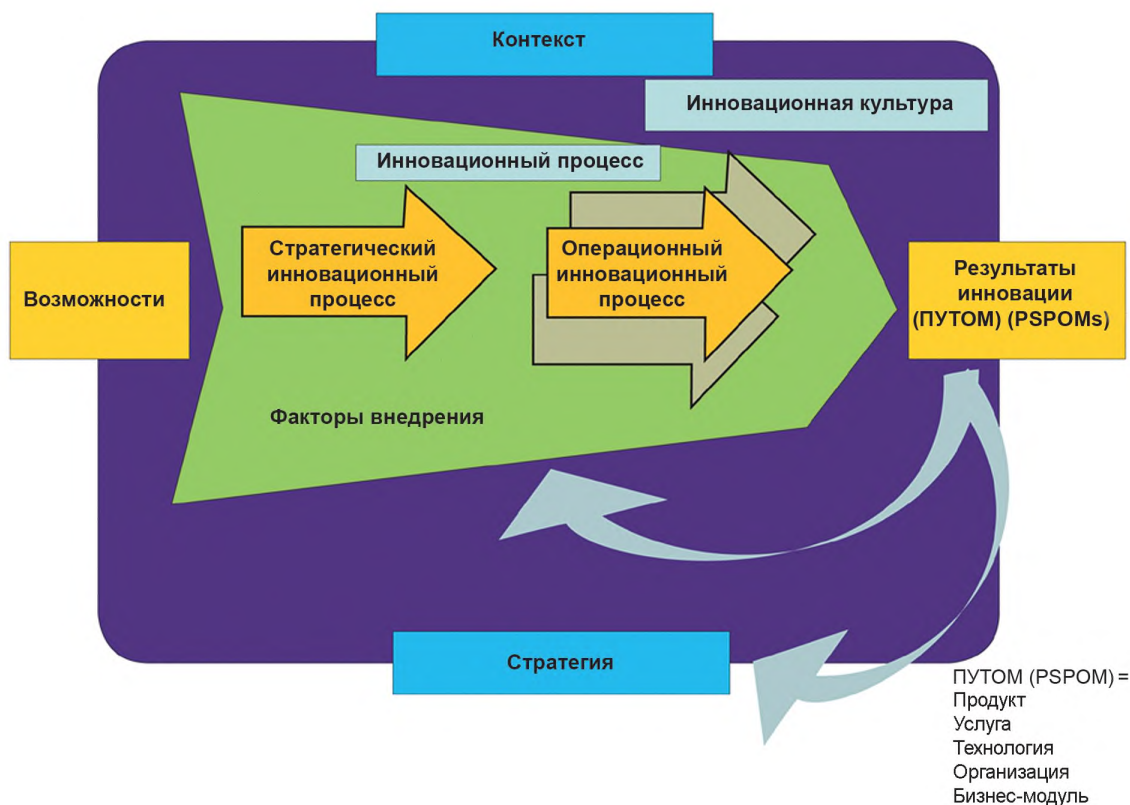 Контекст
Инновационная культура
Инновационный процесс
Стратегический
инновационный
процесс
Операционный
инновационный
процесс
Возможности
Результаты
инновации
(ПУТОМ) (PSPOMs)
Факторы внедрения
Стратегия
ПУТОМ (PSPOM) =
Продукт
Услуга
Технология
Организация
Бизнес-модуль